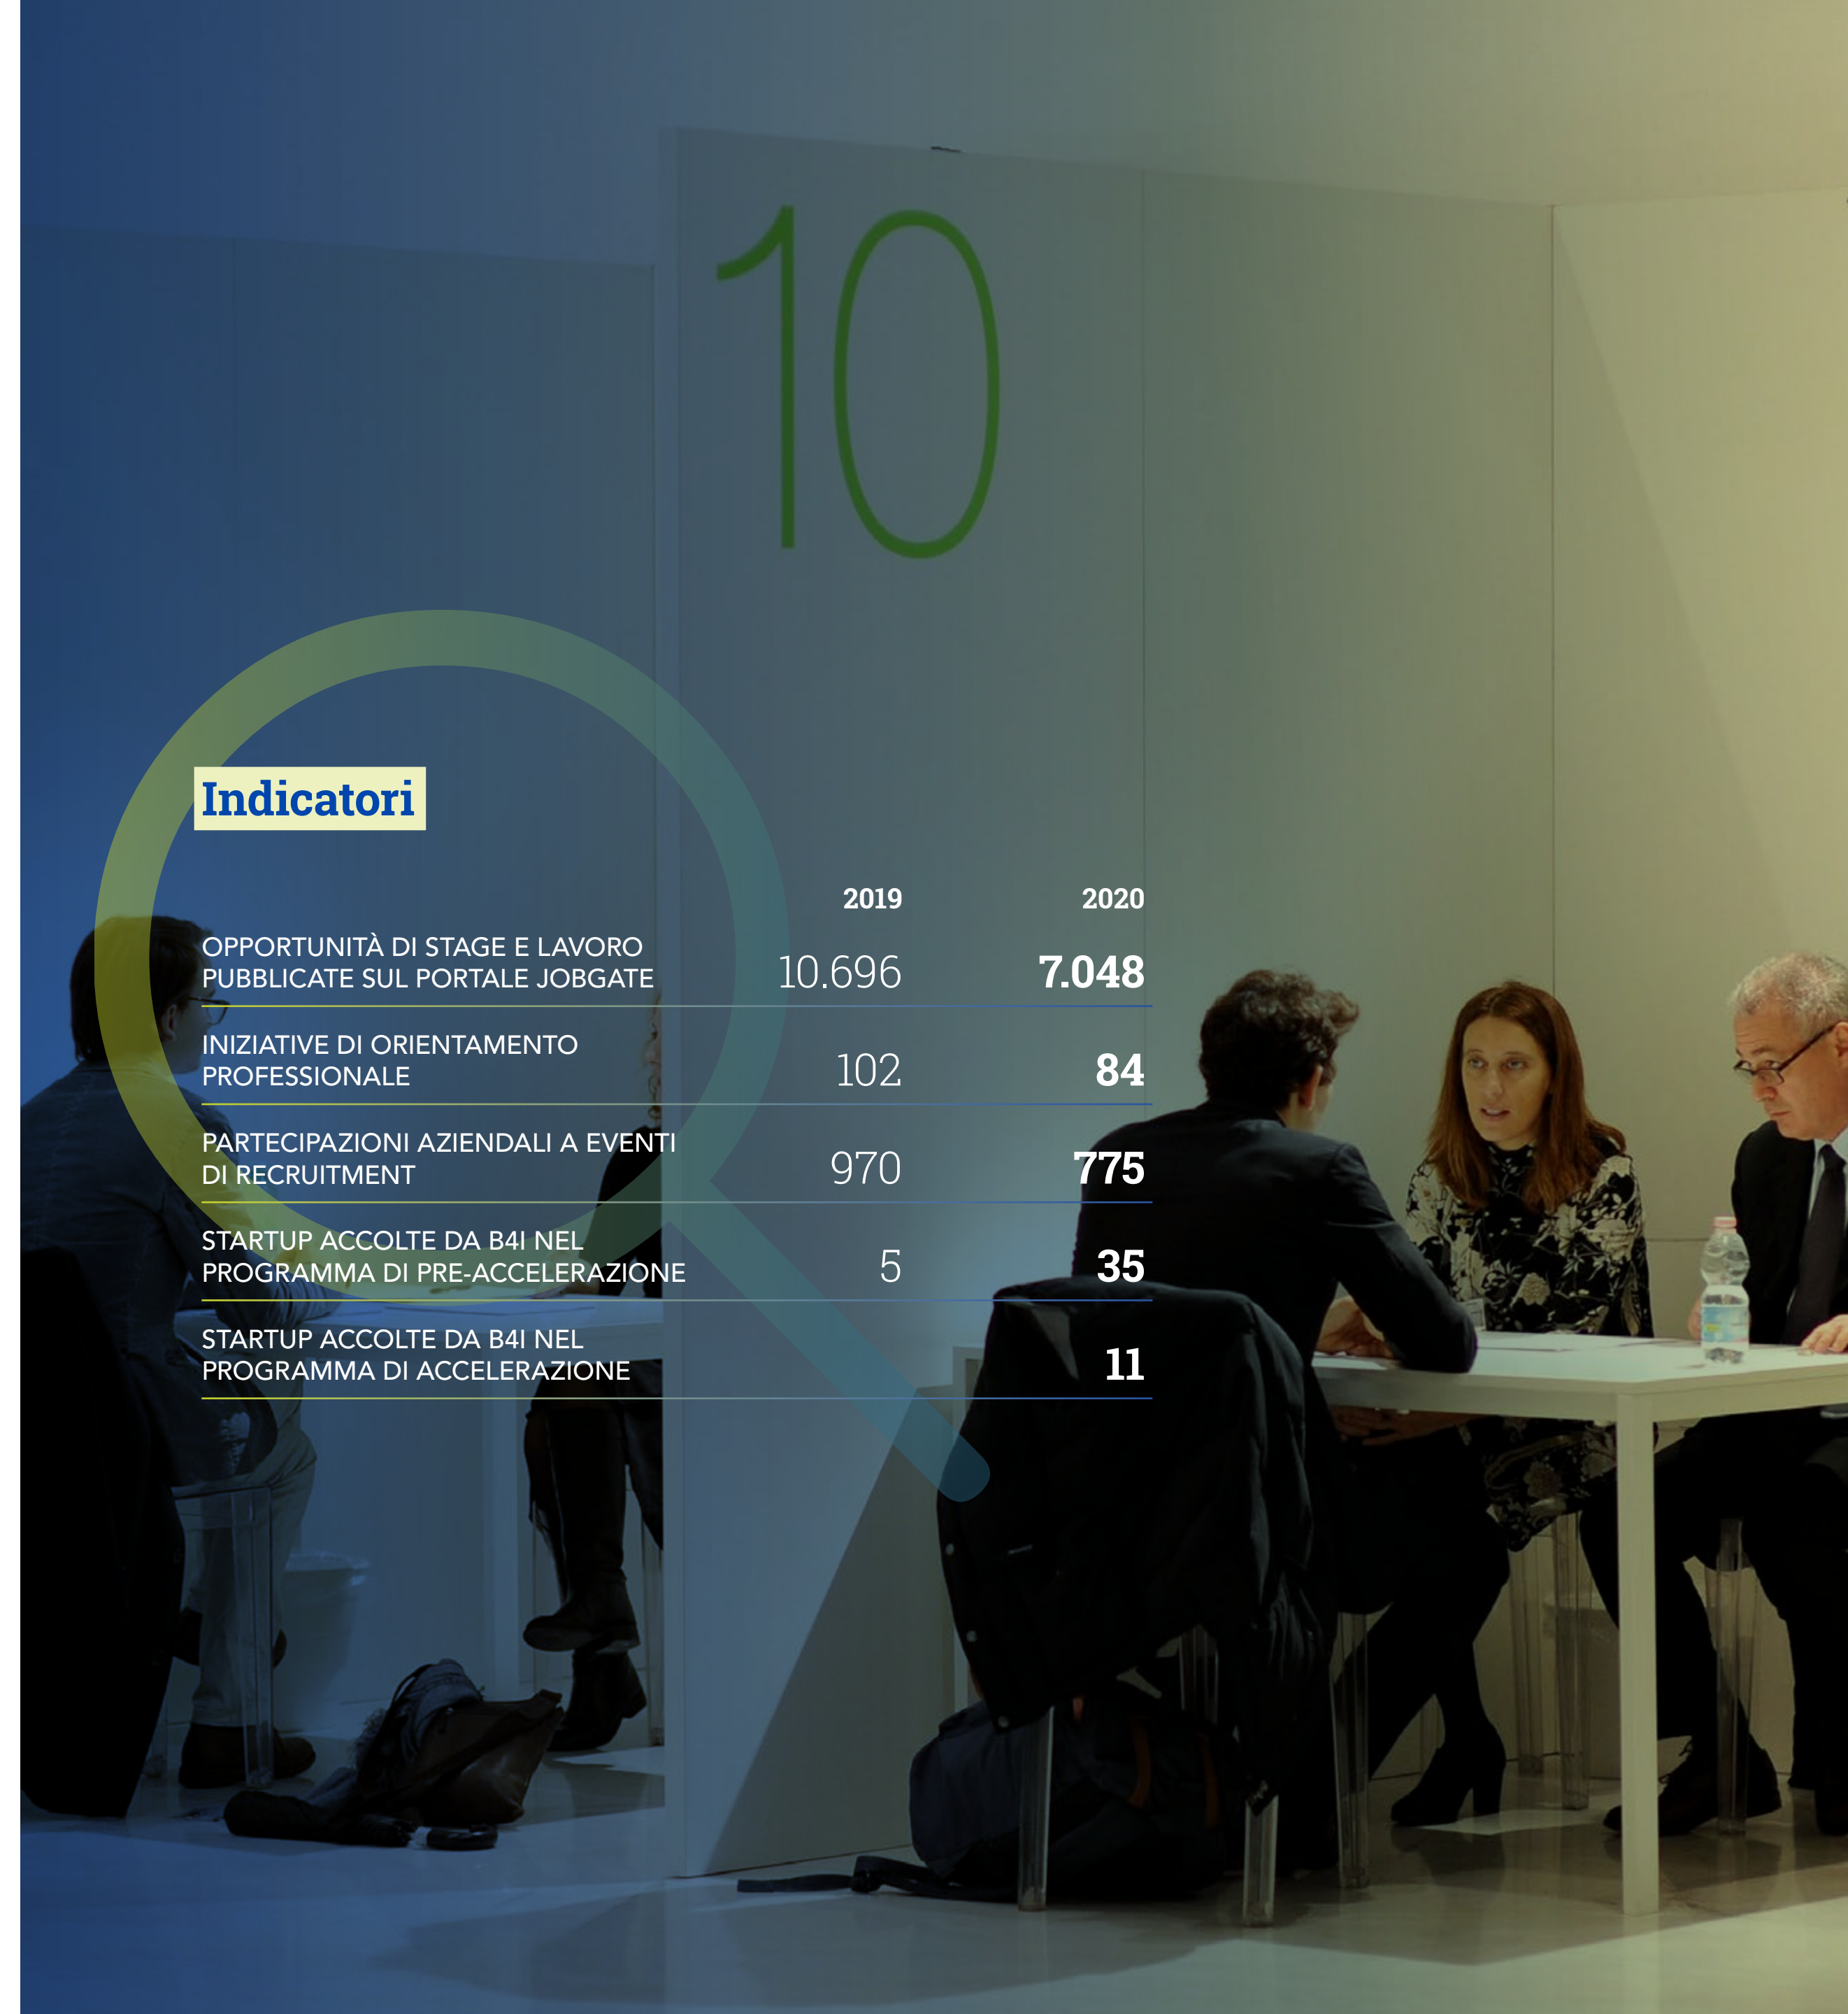 10
Indicatori
2019 2020
OPPORTUNITÀ DI STAGE E LAVORO
PUBBLICATE SUL PORTALE JOBGATE 10.696 7.048
INIZIATIVE DI ORIENTAMENTO
PROFESSIONALE 102 84
PARTECIPAZIONI AZIENDALI A EVENTI
DI RECRUITMENT 970 775
STARTUP ACCOLTE DA B4I NEL
PROGRAMMA DI PRE-ACCELERAZIONE 5 35
STARTUP ACCOLTE DA B4I NEL
PROGRAMMA DI ACCELERAZIONE 11